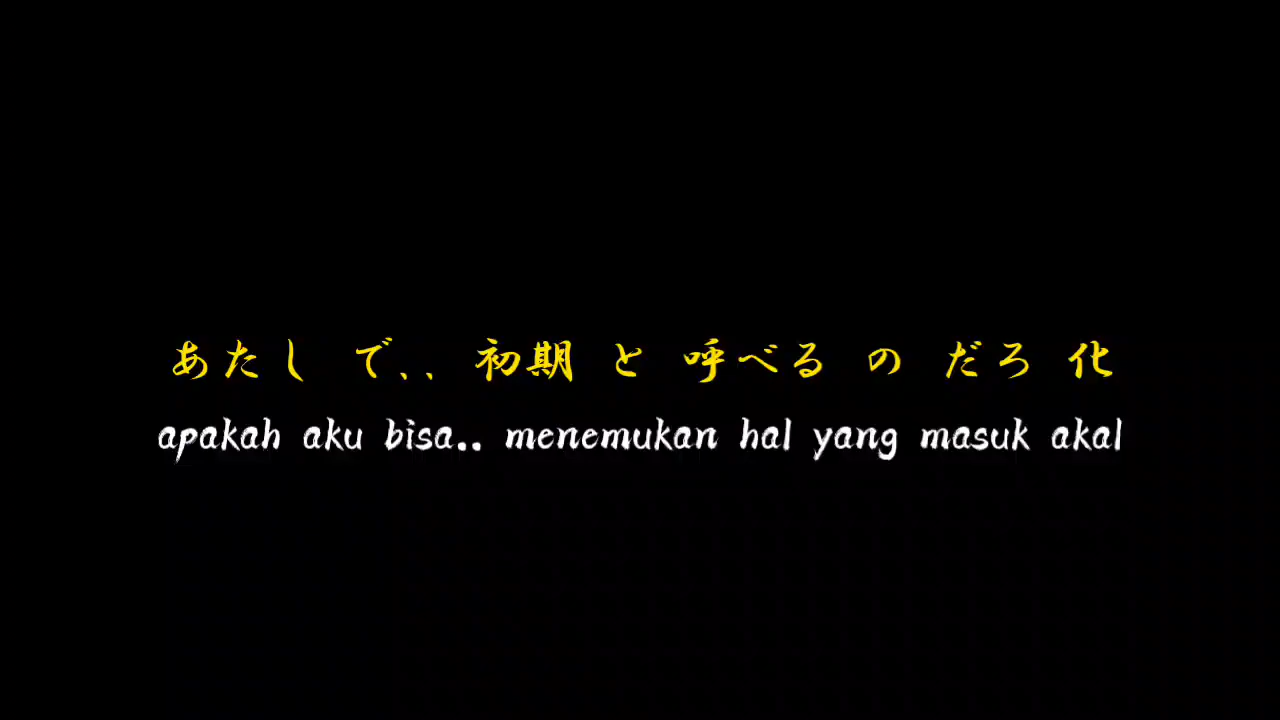 あたし で.. 初期 と 呼べる の だろ 化
apakah aku bisa.. menemukan hal yang masuk akal